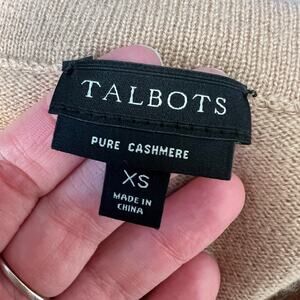 TALBOTS
PURE CASHMERE
XS
MADE IN
CHINA